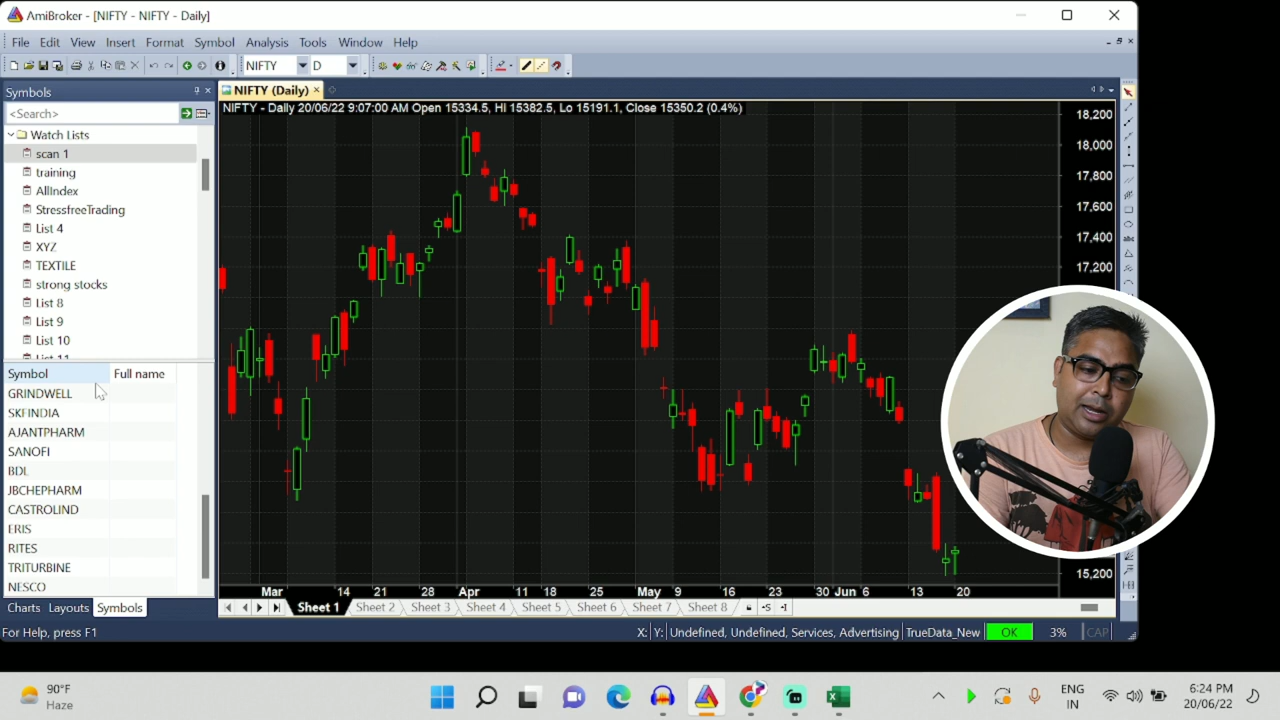 AmiBroker - [NIFTY - NIFTY - Daily]
File Edit View Insert Format Symbol Analysis Tools Window Help
NIFTY D
Symbols
NIFTY (Daily)
<Search>
NIFTY - Daily 20/06/22 9:07:00 AM Open 15334.5, Hi 15382.5, Lo 15191.1, Close 15350.2 (0.4%)
Watch Lists
scan 1
training
AllIndex
StressfreeTrading
List 4
XYZ
TEXTILE
strong stocks
List 8
List 9
List 10
List 11
Symbol Full name
GRINDWELL
SKFINDIA
AJANTPHARM
SANOFI
BDL
JBCHEPHARM
CASTROLIND
ERIS
RITES
TRITURBINE
NESCO
18,200
18,000
17,800
17,600
17,400
17,200
15,200
abc
Mar 14 21 28 Apr 11 18 25 May 9 16 23 30 Jun 6 13 20
Charts Layouts Symbols
Sheet 1 Sheet 2 Sheet 3 Sheet 4 Sheet 5 Sheet 6 Sheet 7 Sheet 8
For Help, press F1
X: Y: Undefined, Undefined, Services, Advertising TrueData_New OK 3% CAP
90°F
Haze
ENG
IN
6:24 PM
20/06/22